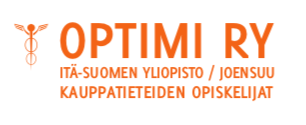 OPTIMI RY
ITÄ-SUOMEN YLIOPISTO / JOENSUU
KAUPPATIETEIDEN OPISKELIJAT